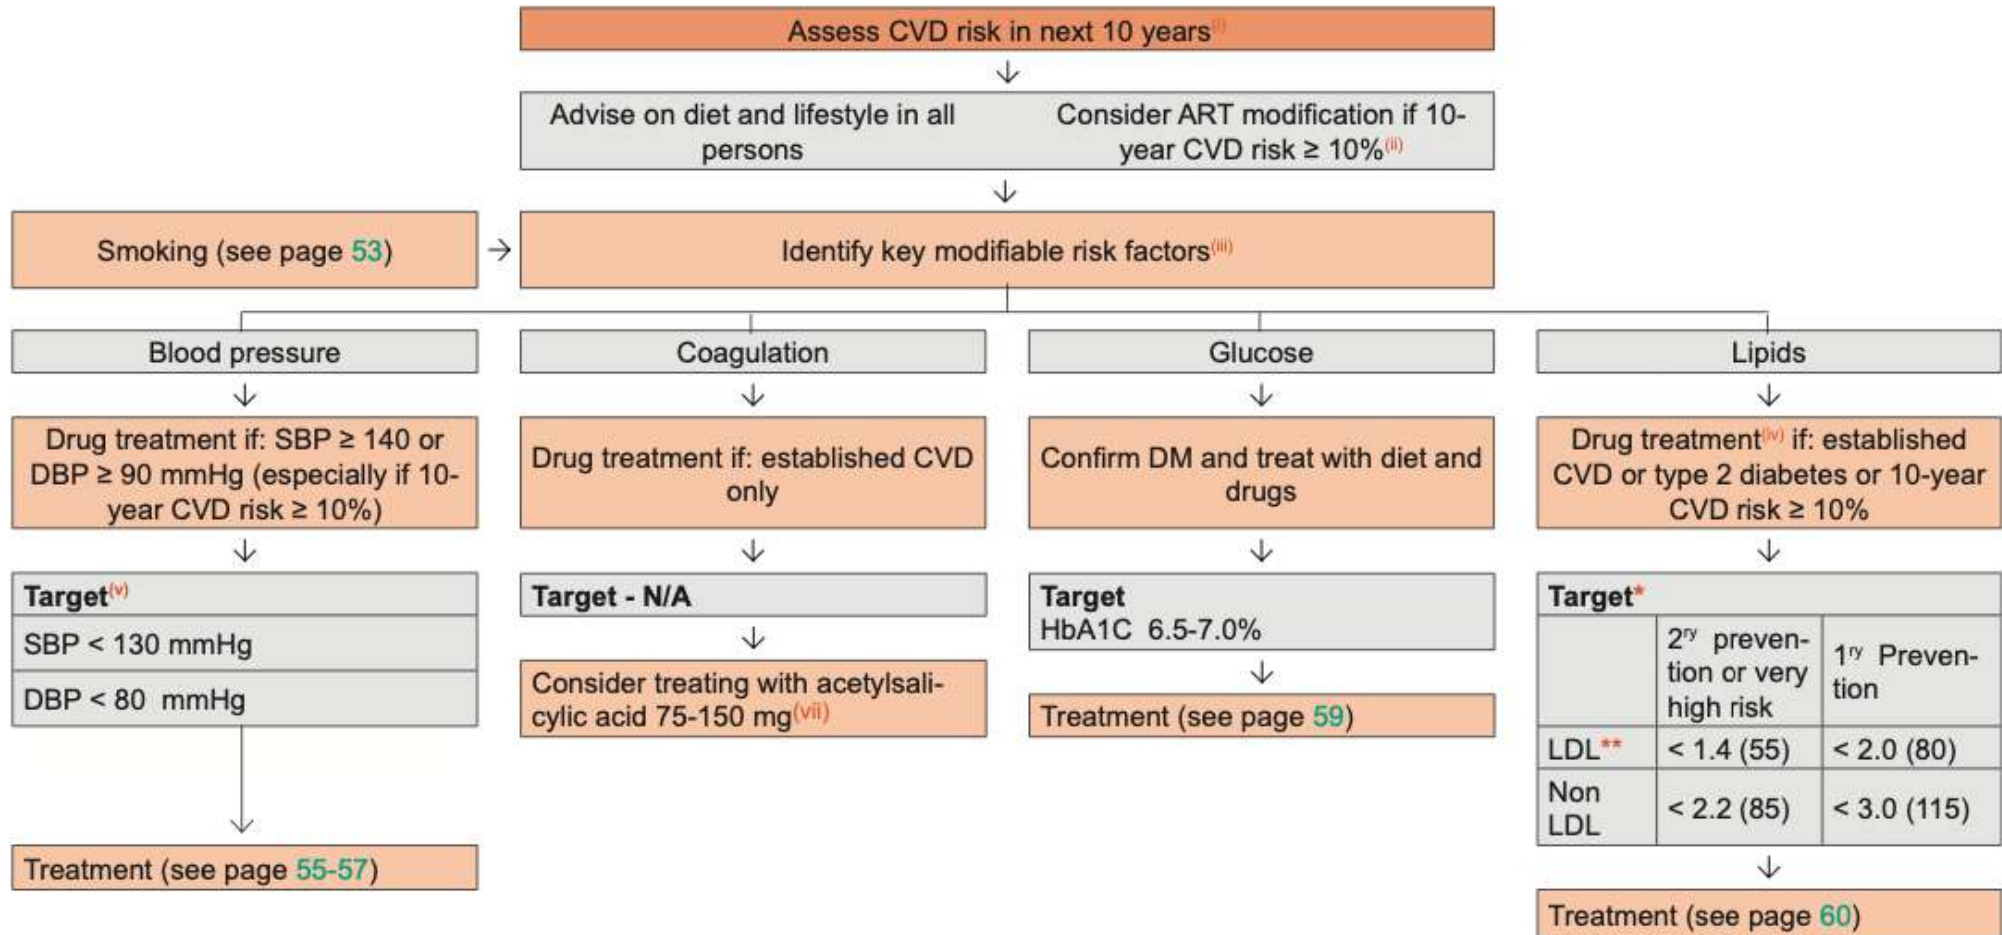 Assess CVD risk in next 10 years(i)
Advise on diet and lifestyle in all
persons
Consider ART modification if 10-
year CVD risk ≥ 10%(ii)
Smoking (see page 53)
Identify key modifiable risk factors(iii)
Blood pressure
Drug treatment if: SBP ≥ 140 or
DBP ≥ 90 mmHg (especially if 10-
year CVD risk ≥ 10%)
Target(v)
SBP < 130 mmHg
DBP < 80 mmHg
Treatment (see page 55-57)
Coagulation
Drug treatment if: established CVD
only
Target - N/A
Consider treating with acetylsali-
cylic acid 75-150 mg(vii)
Glucose
Confirm DM and treat with diet and
drugs
Target
HbA1C 6.5-7.0%
Treatment (see page 59)
Lipids
Drug treatment(iv) if: established
CVD or type 2 diabetes or 10-year
CVD risk ≥ 10%
Target*
2ry preven-
tion or very
high risk
1ry Preven-
tion
LDL** < 1.4 (55) < 2.0 (80)
Non
LDL
< 2.2 (85) < 3.0 (115)
Treatment (see page 60)